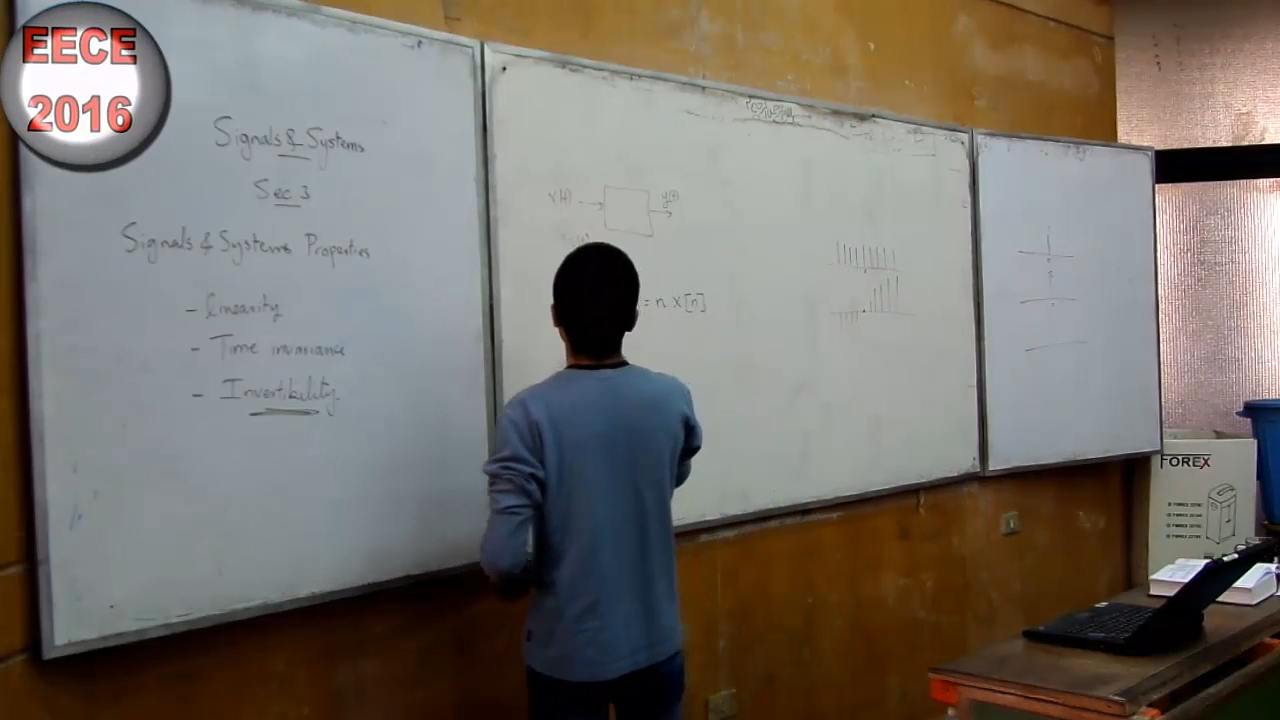 EECE
2016
Signals & Systems
Sec 3
Signals & Systems Properties
- linearity
- Time invariance
- Invertibility
x(t)
y(t)
= n x[n]
FOREX